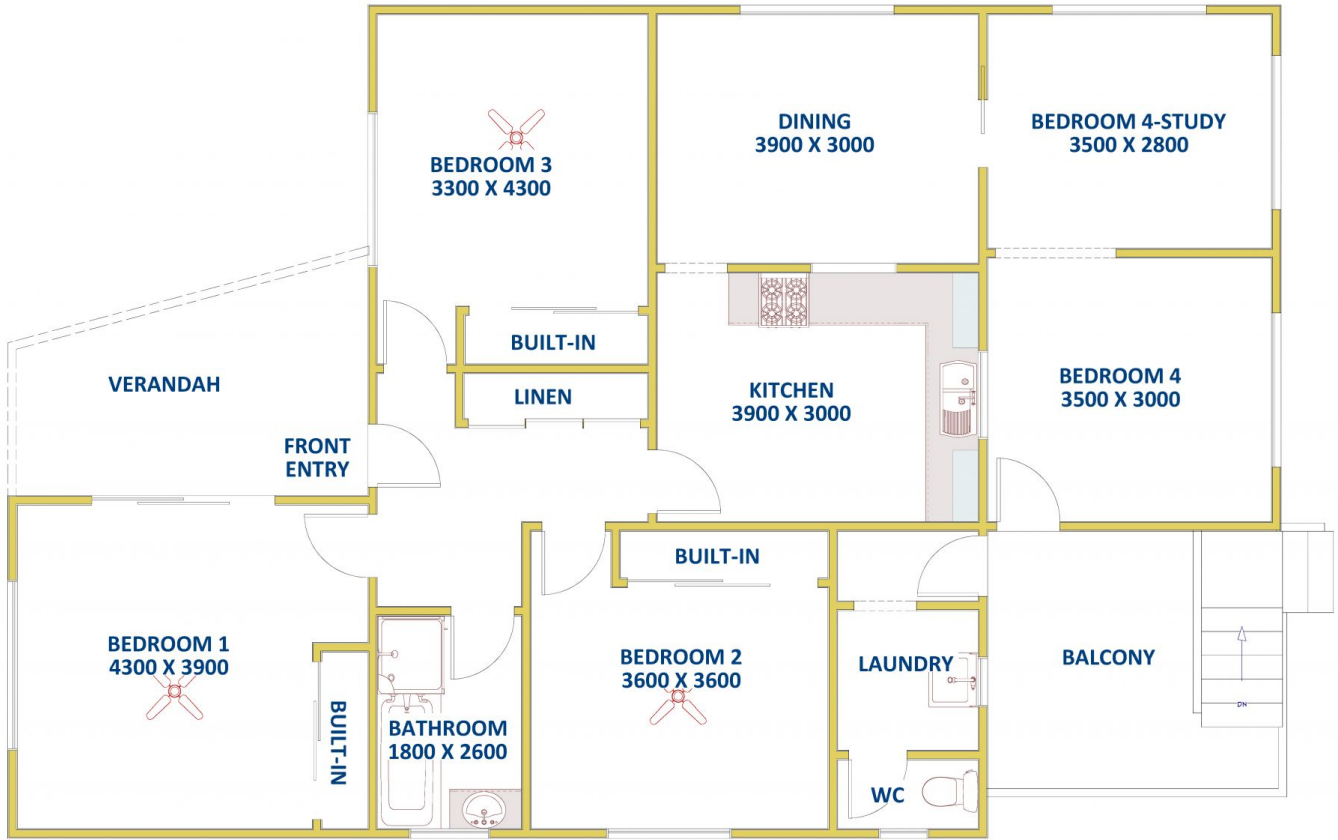 DINING
3900 X 3000
BEDROOM 4-STUDY
3500 X 2800
BEDROOM 3
3300 X 4300
BUILT-IN
VERANDAH
LINEN
KITCHEN
3900 X 3000
BEDROOM 4
3500 X 3000
FRONT
ENTRY
BUILT-IN
BEDROOM 1
4300 X 3900
BEDROOM 2
3600 X 3600
LAUNDRY
BALCONY
DN
BUILT-IN
BATHROOM
1800 X 2600
WC